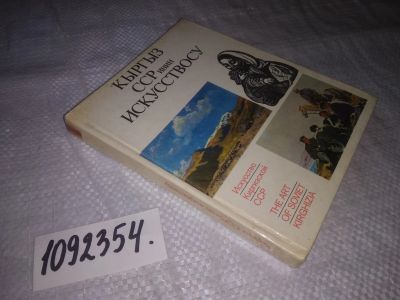 КЫРГЫЗ
ССР ИНИН
ИСКУССТВОСУ
Искусство
Киргизской
ССР
THE ART
OF SOVIET
KIRGHIZIA
1092354.